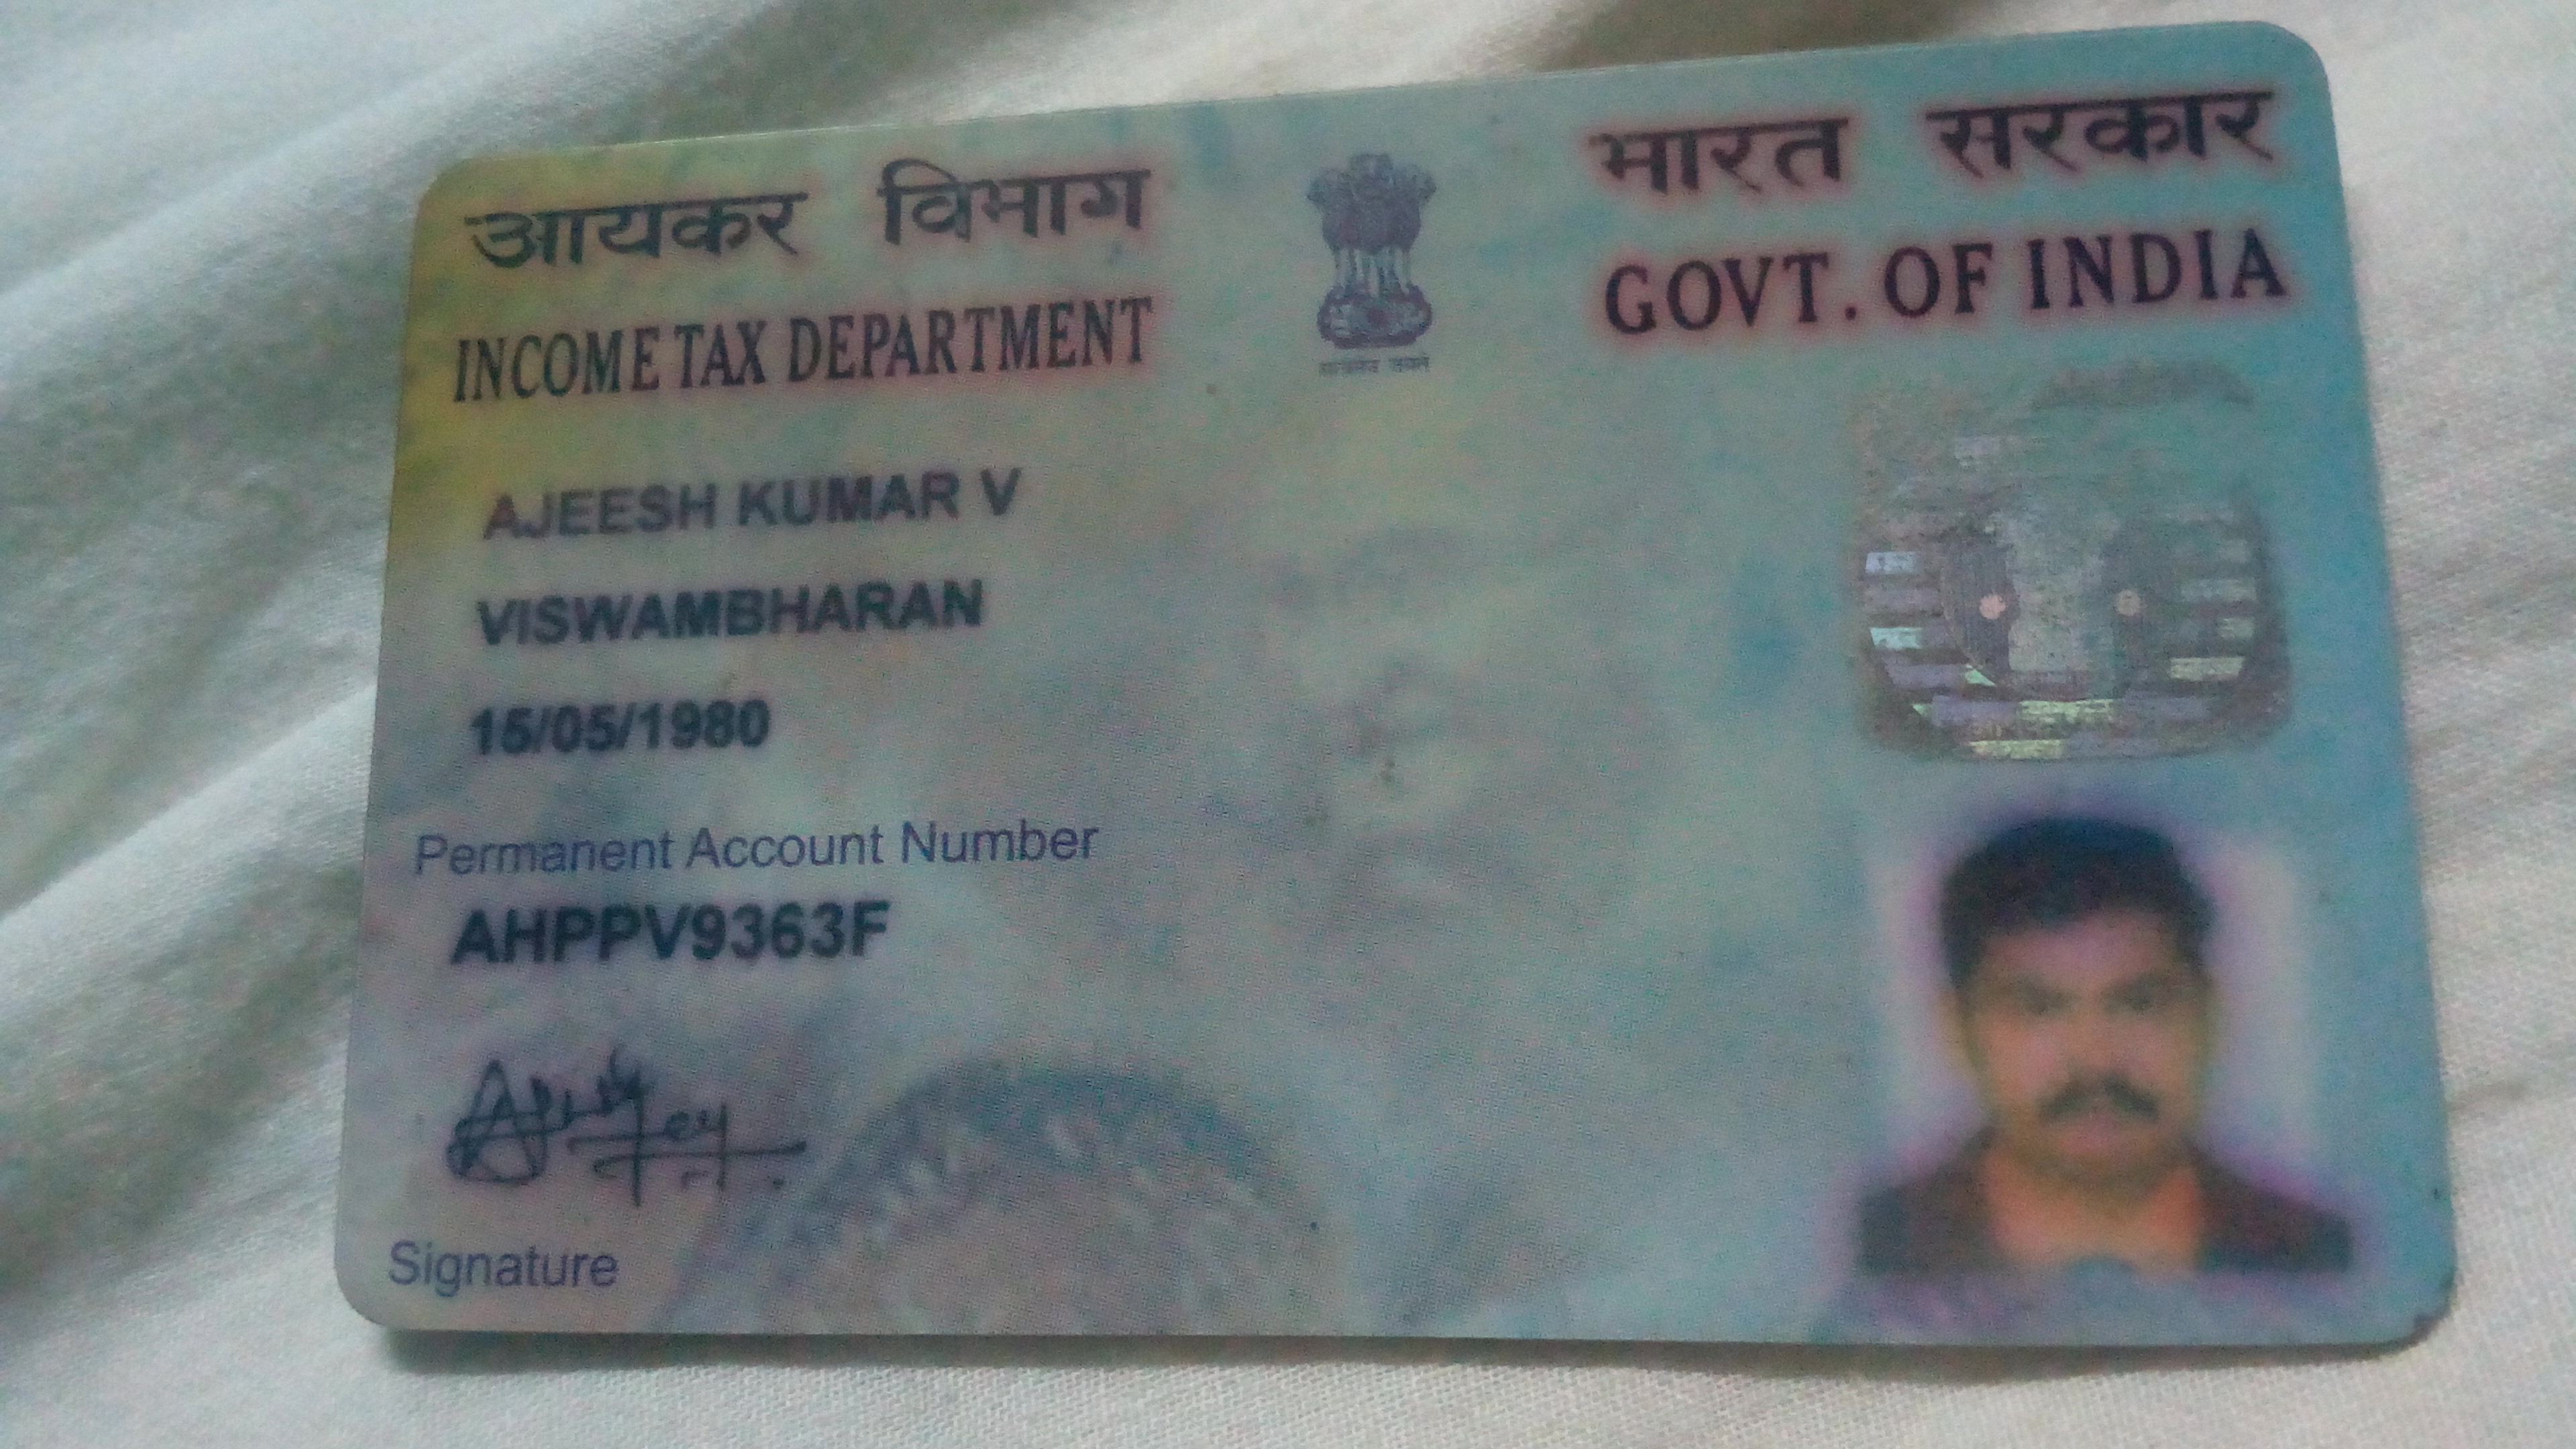 आयकर विभाग
INCOME TAX DEPARTMENT
भारत सरकार
GOVT. OF INDIA
सत्यमेव जयते
AJEESH KUMAR V
VISWAMBHARAN
15/05/1980
Permanent Account Number
AHPPV9363F
Signature